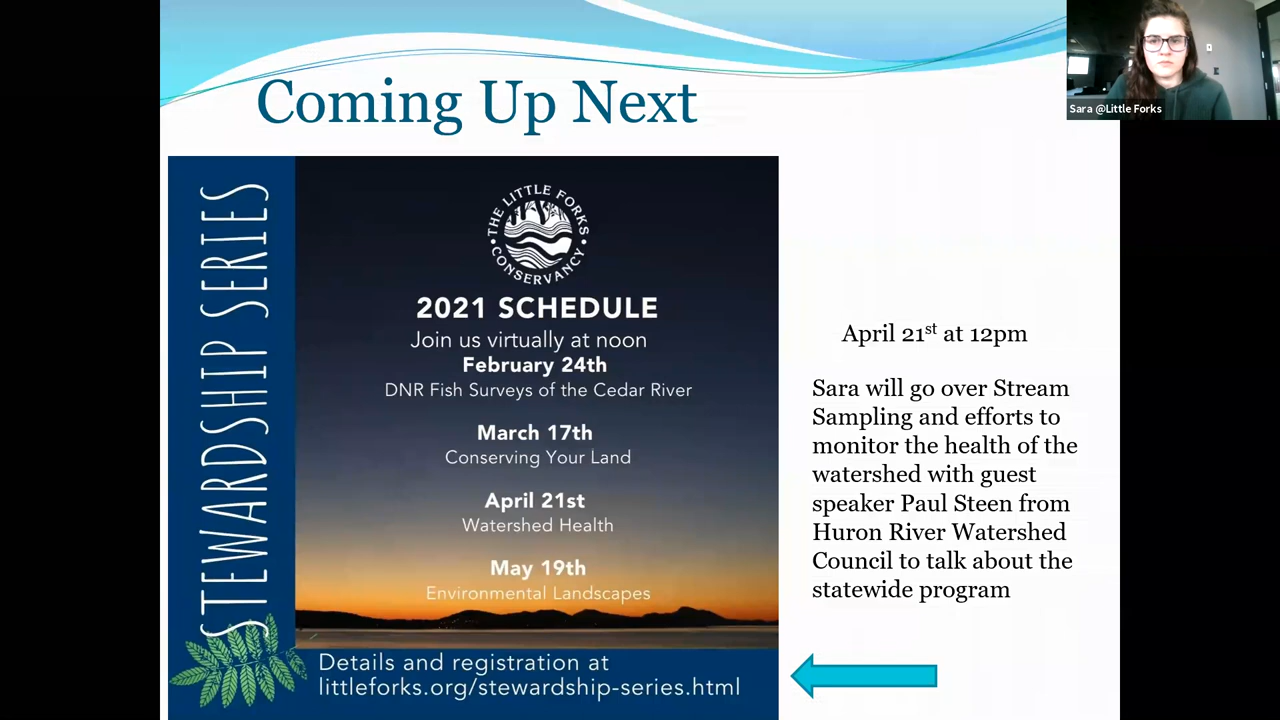 Coming Up Next
Sara @Little Forks
STEWARDSHIP SERIES
THE LITTLE FORKS
CONSERVANCY
2021 SCHEDULE
Join us virtually at noon
February 24th
DNR Fish Surveys of the Cedar River
March 17th
Conserving Your Land
April 21st
Watershed Health
May 19th
Environmental Landscapes
Details and registration at
littleforks.org/stewardship-series.html
April 21st at 12pm
Sara will go over Stream
Sampling and efforts to
monitor the health of the
watershed with guest
speaker Paul Steen from
Huron River Watershed
Council to talk about the
statewide program